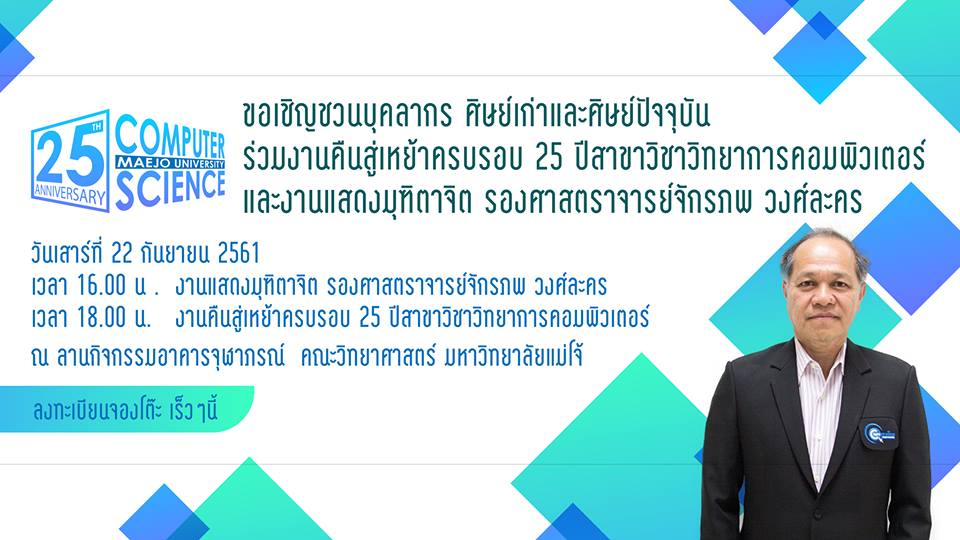 25TH
ANNIVERSARY
COMPUTER
MAEJO UNIVERSITY
SCIENCE
ขอเชิญชวนบุคลากร ศิษย์เก่าและศิษย์ปัจจุบัน
ร่วมงานคืนสู่เหย้าครบรอบ 25 ปีสาขาวิชาวิทยาการคอมพิวเตอร์
และงานแสดงมุฑิตาจิต รองศาสตราจารย์จักรภพ วงศ์ละคร
วันเสาร์ที่ 22 กันยายน 2561
เวลา 16.00 น . งานแสดงมุฑิตาจิต รองศาสตราจารย์จักรภพ วงศ์ละคร
เวลา 18.00 น. งานคืนสู่เหย้าครบรอบ 25 ปีสาขาวิชาวิทยาการคอมพิวเตอร์
ณ ลานกิจกรรมอาคารจุฬาภรณ์ คณะวิทยาศาสตร์ มหาวิทยาลัยแม่โจ้
ลงทะเบียนจองโต๊ะ เร็วๆนี้